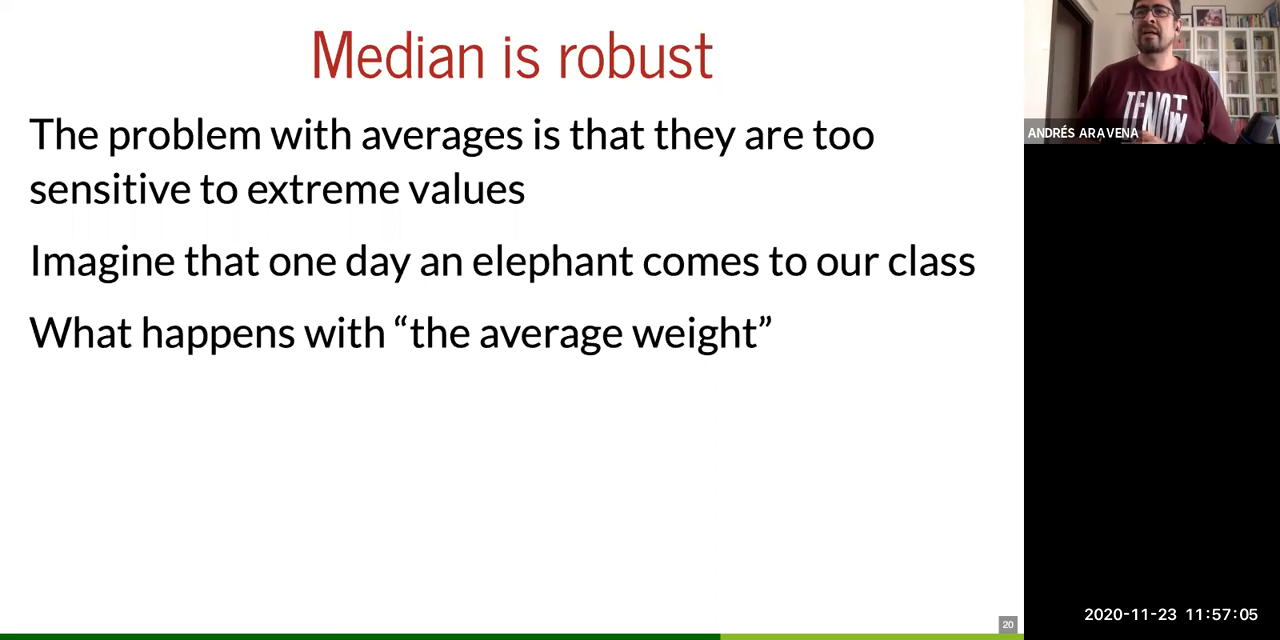 Median is robust
The problem with averages is that they are too
sensitive to extreme values
Imagine that one day an elephant comes to our class
What happens with “the average weight”
20
ANDRÉS ARAVENA
2020-11-23 11:57:05